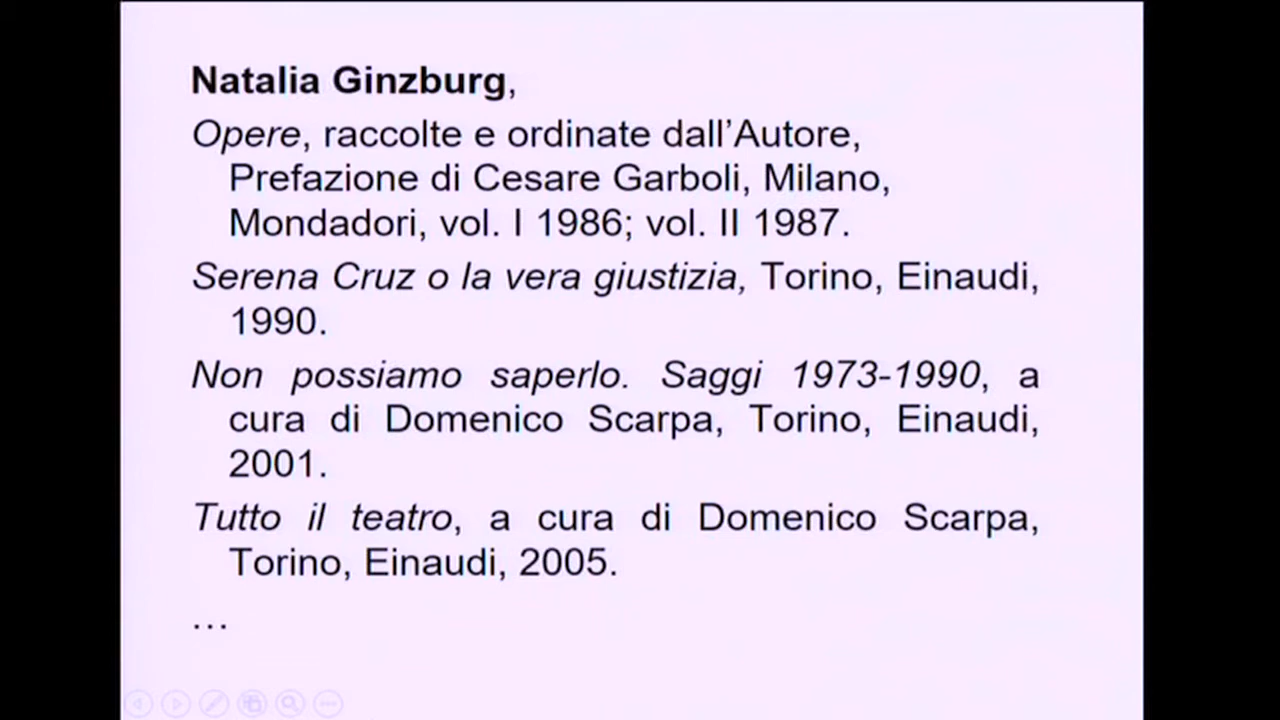 Natalia Ginzburg,
Opere, raccolte e ordinate dall’Autore,
Prefazione di Cesare Garboli, Milano,
Mondadori, vol. I 1986; vol. II 1987.
Serena Cruz o la vera giustizia, Torino, Einaudi,
1990.
Non possiamo saperlo. Saggi 1973-1990, a
cura di Domenico Scarpa, Torino, Einaudi,
2001.
Tutto il teatro, a cura di Domenico Scarpa,
Torino, Einaudi, 2005.
…